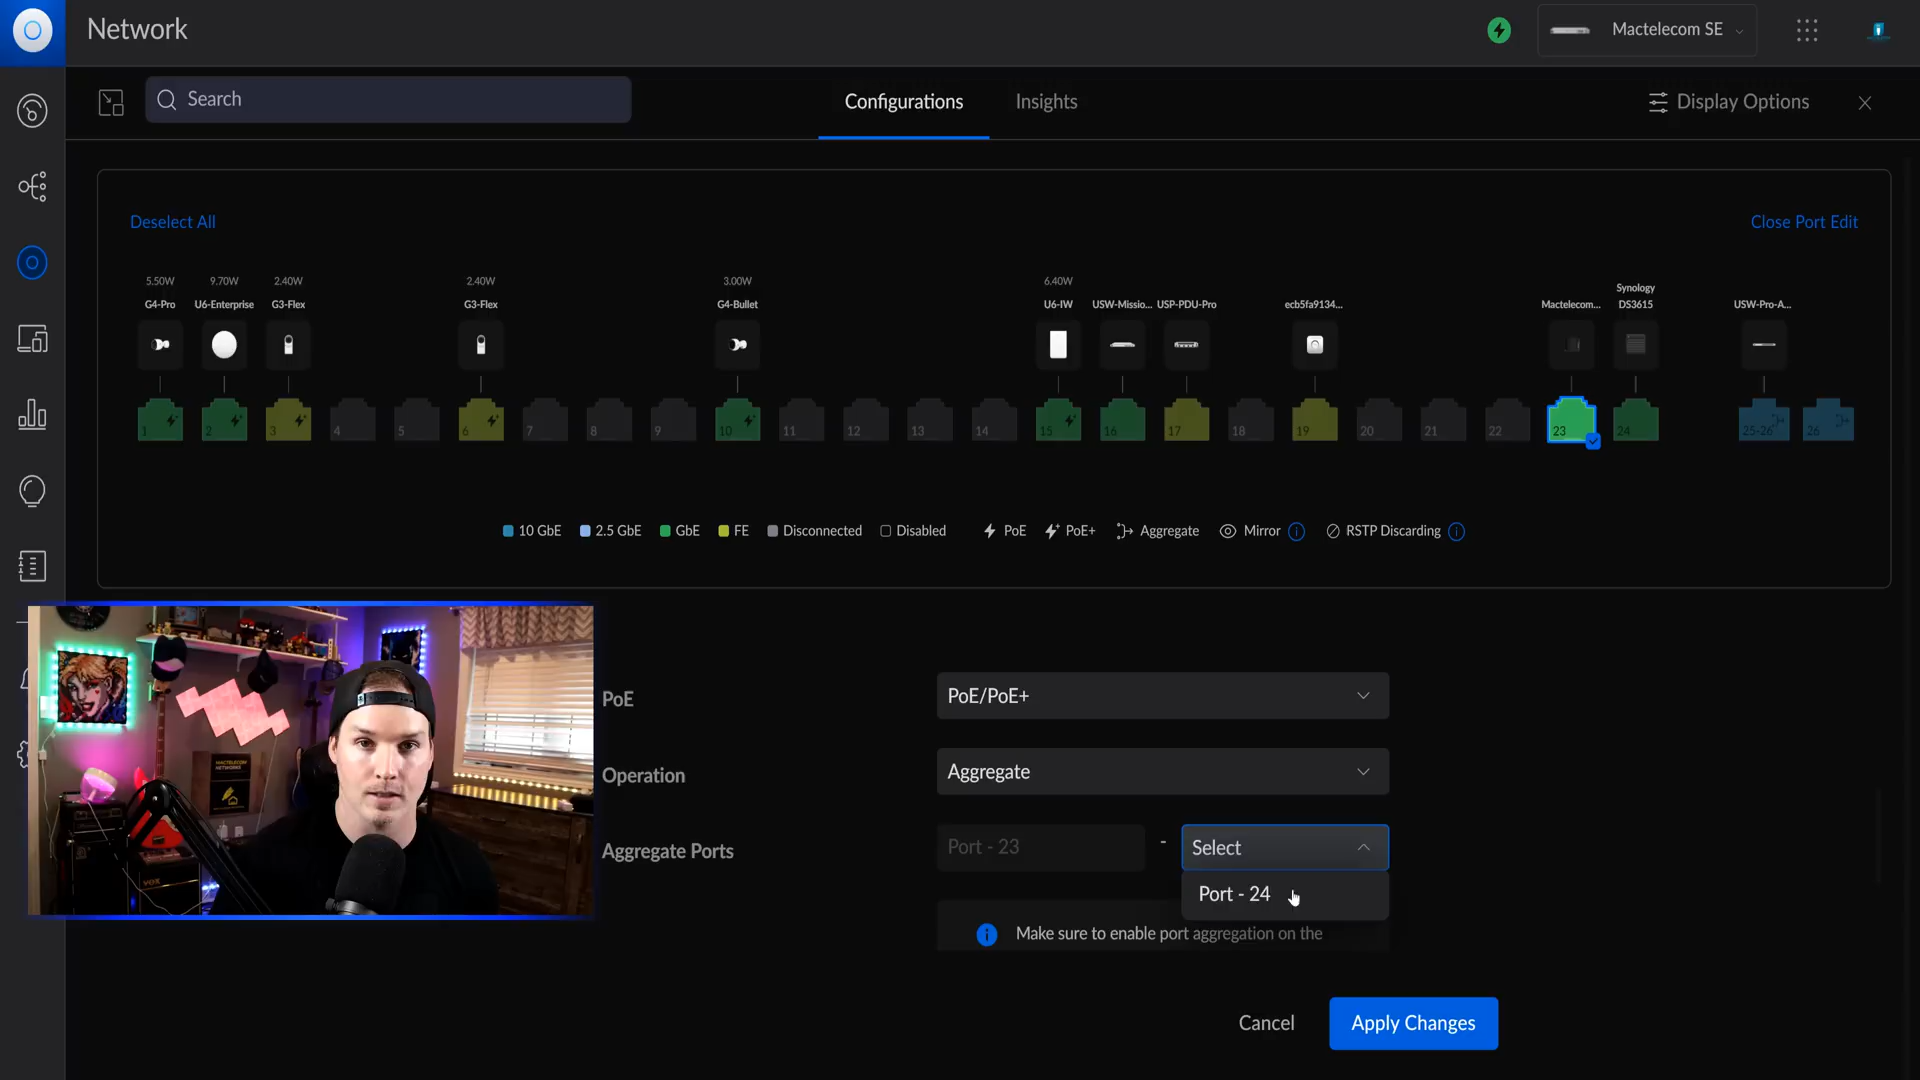 Network
Mactelecom SE
Search
Configurations
Insights
Display Options
Deselect All
Close Port Edit
5.50W
9.70W
2.40W
2.40W
3.00W
6.40W
G4-Pro
U6-Enterprise
G3-Flex
G3-Flex
G4-Bullet
U6-IW
USW-Missio...
USP-PDU-Pro
ecb5fa9134...
Mactelecom...
Synology
DS3615
USW-Pro-A...
1
2
3
4
5
6
7
8
9
10
11
12
13
14
15
16
17
18
19
20
21
22
23
24
25-26
26
10 GbE
2.5 GbE
GbE
FE
Disconnected
Disabled
PoE
PoE+
Aggregate
Mirror
RSTP Discarding
PoE
PoE/PoE+
Operation
Aggregate
Aggregate Ports
Port - 23
-
Select
Port - 24
Make sure to enable port aggregation on the
Cancel
Apply Changes
MACTELECOM
NETWORKS
VOX